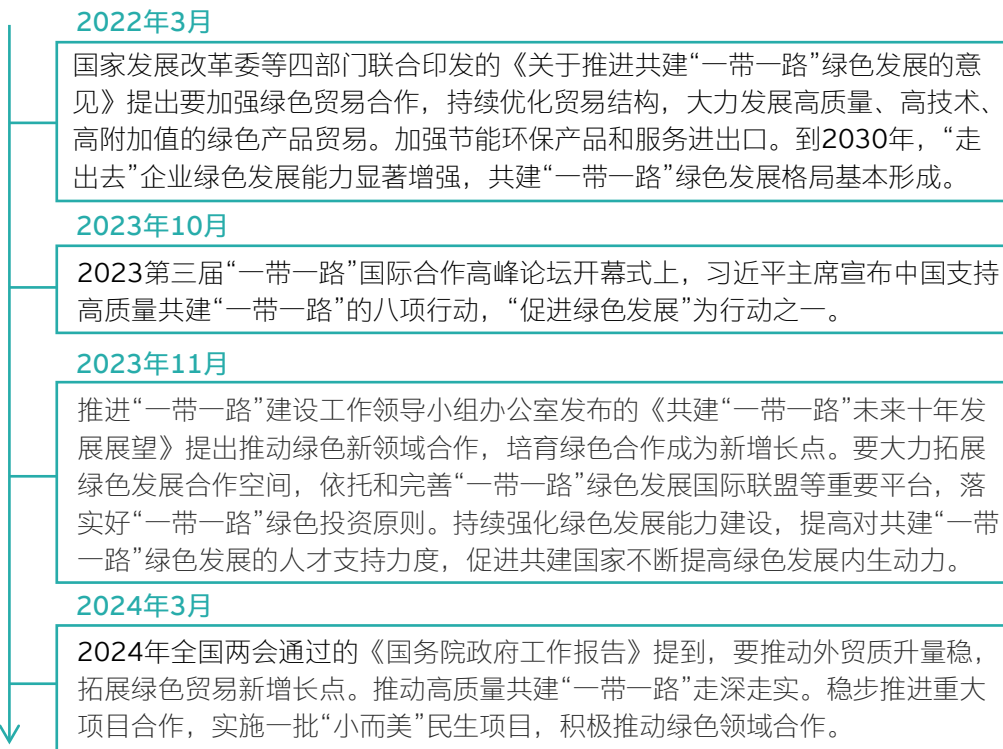 2022年3月
国家发展改革委等四部门联合印发的《关于推进共建“一带一路”绿色发展的意
见》提出要加强绿色贸易合作，持续优化贸易结构，大力发展高质量、高技术、
高附加值的绿色产品贸易。加强节能环保产品和服务进出口。到2030年，“走
出去”企业绿色发展能力显著增强，共建“一带一路”绿色发展格局基本形成。
2023年10月
2023第三届“一带一路”国际合作高峰论坛开幕式上，习近平主席宣布中国支持
高质量共建“一带一路”的八项行动，“促进绿色发展”为行动之一。
2023年11月
推进“一带一路”建设工作领导小组办公室发布的《共建“一带一路”未来十年发
展展望》提出推动绿色新领域合作，培育绿色合作成为新增长点。要大力拓展
绿色发展合作空间，依托和完善“一带一路”绿色发展国际联盟等重要平台，落
实好“一带一路”绿色投资原则。持续强化绿色发展能力建设，提高对共建“一带
一路”绿色发展的人才支持力度，促进共建国家不断提高绿色发展内生动力。
2024年3月
2024年全国两会通过的《国务院政府工作报告》提到，要推动外贸质升量稳，
拓展绿色贸易新增长点。推动高质量共建“一带一路”走深走实。稳步推进重大
项目合作，实施一批“小而美”民生项目，积极推动绿色领域合作。